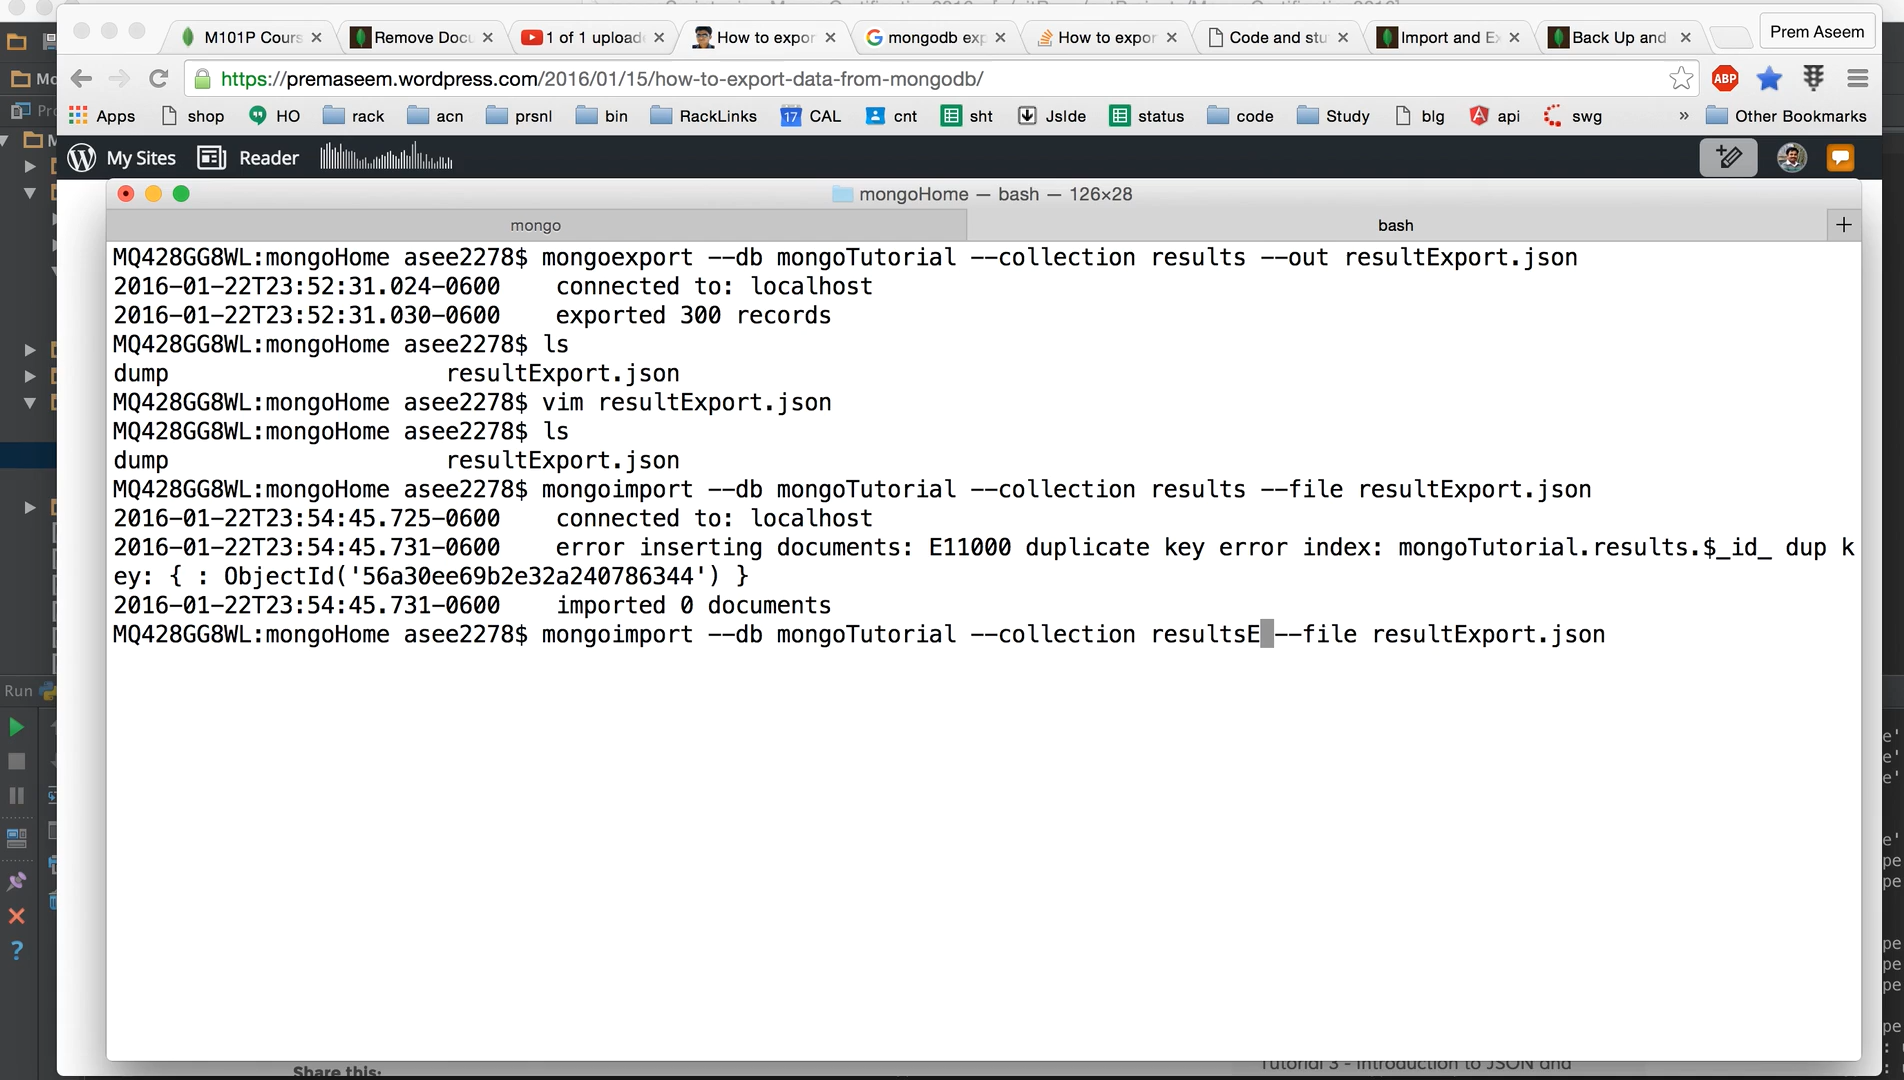 M101P Cours
Remove Docu
1 of 1 upload
How to expor
mongodb exp
How to expor
Code and stu
Import and Ex
Back Up and
Prem Aseem
https://premaseem.wordpress.com/2016/01/15/how-to-export-data-from-mongodb/
ABP
Apps shop HO rack acn prsnl bin RackLinks 17 CAL cnt sht JsIde status code Study blg api swg » Other Bookmarks
My Sites Reader
mongoHome — bash — 126×28
mongo
bash
MQ428GG8WL:mongoHome asee2278$ mongoexport --db mongoTutorial --collection results --out resultExport.json
2016-01-22T23:52:31.024-0600 connected to: localhost
2016-01-22T23:52:31.030-0600 exported 300 records
MQ428GG8WL:mongoHome asee2278$ ls
dump resultExport.json
MQ428GG8WL:mongoHome asee2278$ vim resultExport.json
MQ428GG8WL:mongoHome asee2278$ ls
dump resultExport.json
MQ428GG8WL:mongoHome asee2278$ mongoimport --db mongoTutorial --collection results --file resultExport.json
2016-01-22T23:54:45.725-0600 connected to: localhost
2016-01-22T23:54:45.731-0600 error inserting documents: E11000 duplicate key error index: mongoTutorial.results.$_id_ dup k
ey: { : ObjectId('56a30ee69b2e32a240786344') }
2016-01-22T23:54:45.731-0600 imported 0 documents
MQ428GG8WL:mongoHome asee2278$ mongoimport --db mongoTutorial --collection resultsE --file resultExport.json
Run
Share this:
Tutorial 3 - Introduction to JSON and